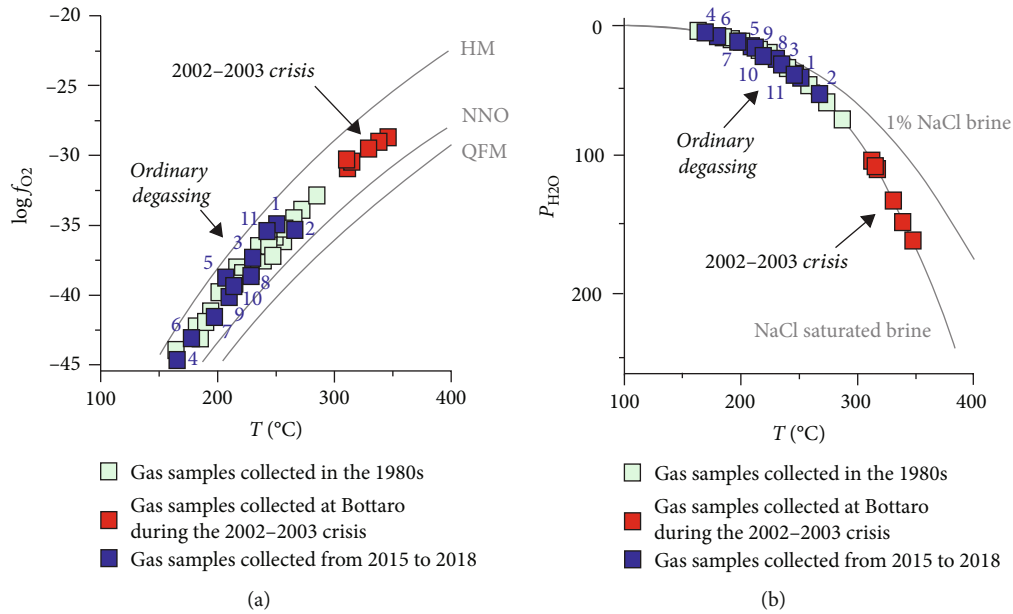 −20
−25
−30
−35
−40
−45
log fO2
100
200
300
400
T (°C)
HM
NNO
QFM
2002–2003 crisis
Ordinary
degassing
1
11
2
3
5
8
10
9
6
7
4
Gas samples collected in the 1980s
Gas samples collected at Bottaro
during the 2002–2003 crisis
Gas samples collected from 2015 to 2018
(a)
0
100
200
PH2O
100
200
300
400
T (°C)
4
6
5
9
8
3
1
2
7
10
11
Ordinary
degassing
1% NaCl brine
2002–2003 crisis
NaCl saturated brine
Gas samples collected in the 1980s
Gas samples collected at Bottaro
during the 2002–2003 crisis
Gas samples collected from 2015 to 2018
(b)